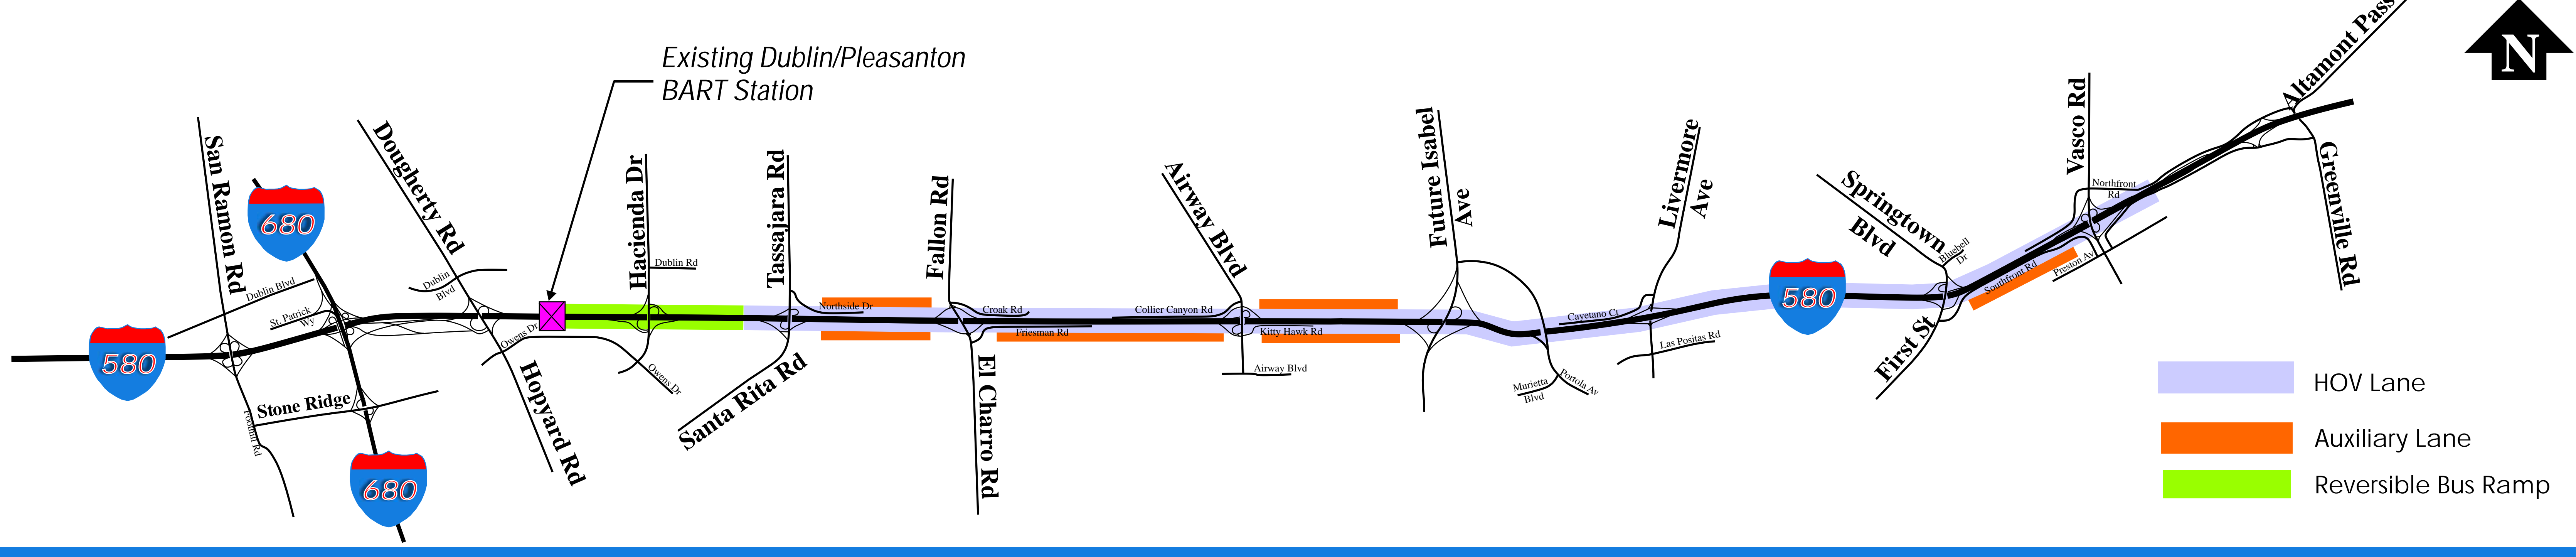 Existing Dublin/Pleasanton
BART Station
N
San Ramon Rd
680
Dougherty Rd
Hacienda Dr
Tassajara Rd
Fallon Rd
Airway Blvd
Future Isabel
Ave
Livermore
Ave
Springtown
Blvd
Vasco Rd
Altamont Pass
Greenville Rd
Dublin Blvd
St. Patrick
Wy
Dublin
Blvd
Dublin Rd
Owens Dr
Owens Dr
Northside Dr
Croak Rd
Friesman Rd
Collier Canyon Rd
Kitty Hawk Rd
Airway Blvd
Cayetano Ct
Las Positas Rd
Murietta
Blvd
Portola Av
580
Bluebell
Dr
Southfront Rd
Preston Av
Northfront
Rd
580
Stone Ridge
Foothill Rd
680
Hopyard Rd
Santa Rita Rd
El Charro Rd
First St
HOV Lane
Auxiliary Lane
Reversible Bus Ramp